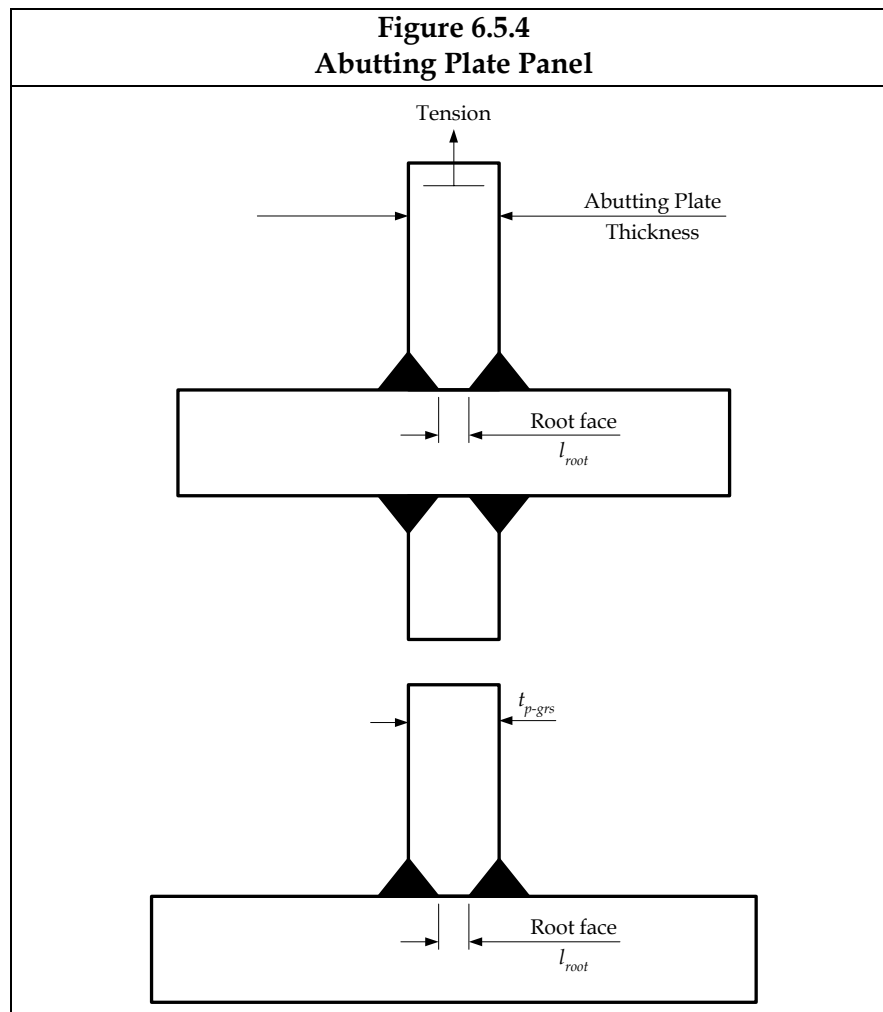 Figure 6.5.4
Abutting Plate Panel
Tension
Abutting Plate
Thickness
Root face
l_root
t_p-grs
Root face
l_root